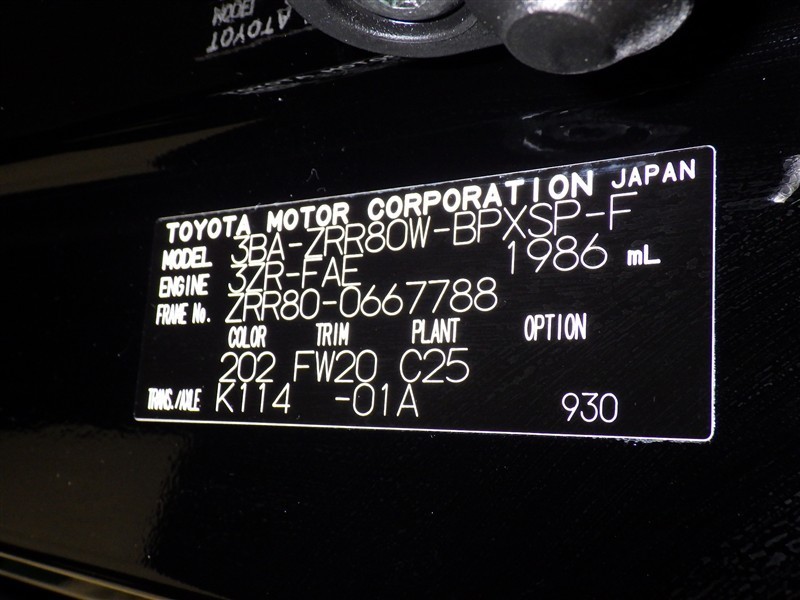 TOYOTA MOTOR CORPORATION JAPAN
MODEL 3BA-ZRR80W-BPXSP-F
ENGINE 3ZR-FAE 1986 mL
FRAME No. ZRR80-0667788
COLOR TRIM PLANT OPTION
202 FW20 C25
TRANS./AXLE K114 -01A 930